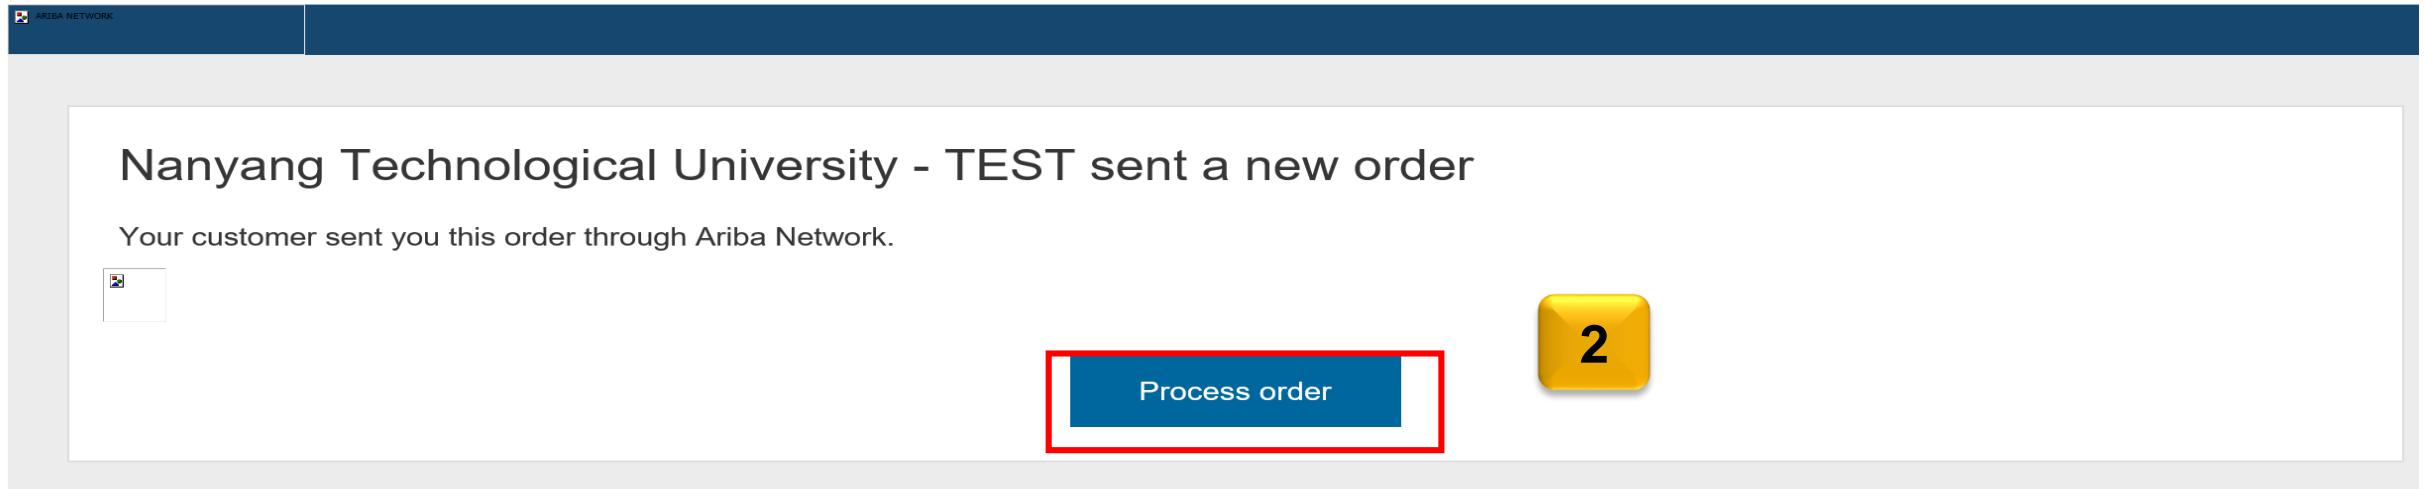 ARIBA NETWORK
Nanyang Technological University - TEST sent a new order
Your customer sent you this order through Ariba Network.
2
Process order